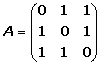 A = ( 0 1 1
1 0 1
1 1 0 )